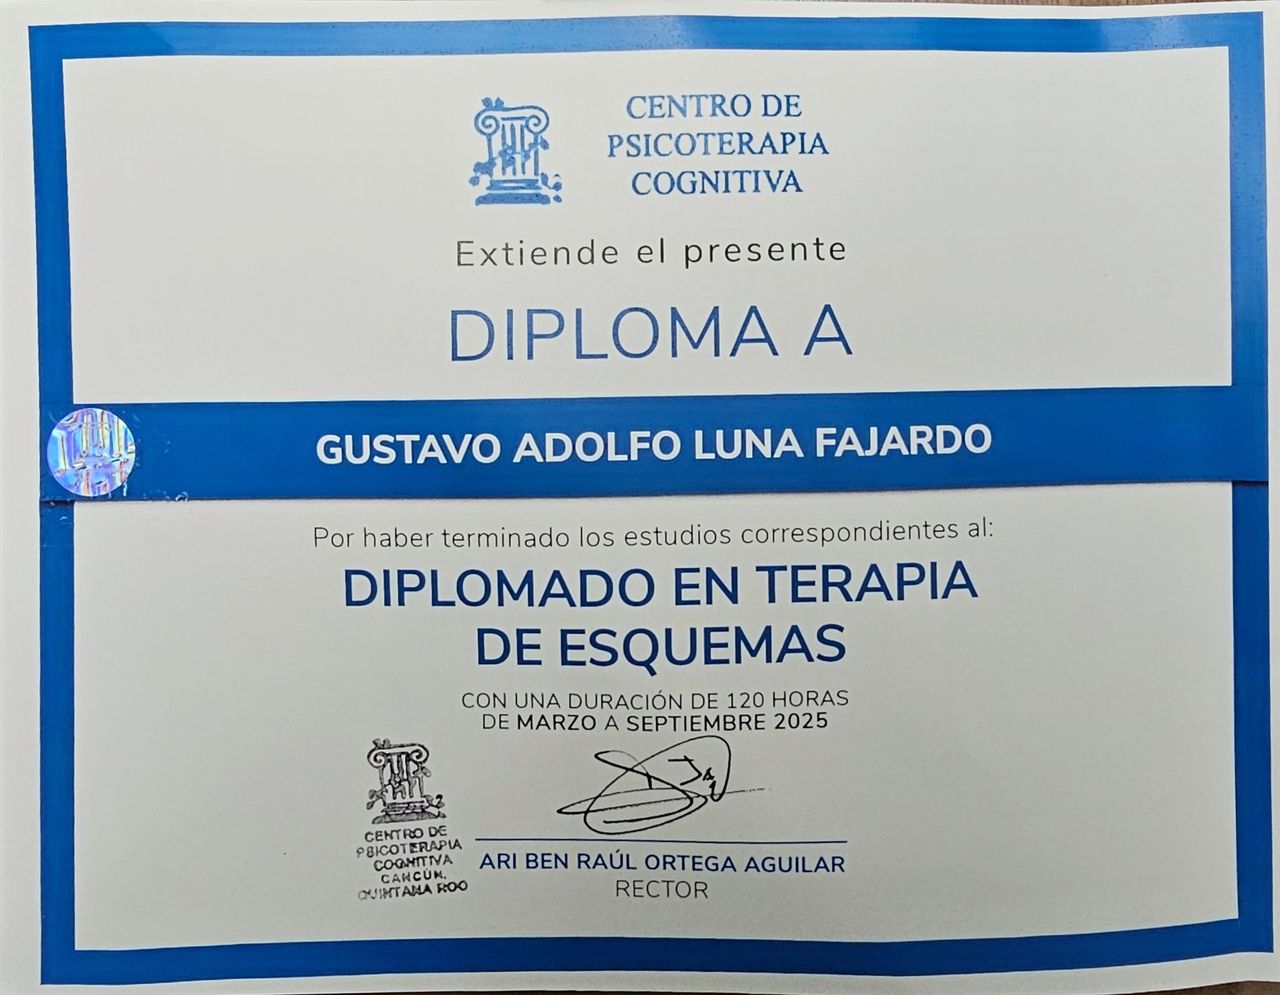 CENTRO DE
PSICOTERAPIA
COGNITIVA
Extiende el presente
DIPLOMA A
GUSTAVO ADOLFO LUNA FAJARDO
Por haber terminado los estudios correspondientes al:
DIPLOMADO EN TERAPIA
DE ESQUEMAS
CON UNA DURACIÓN DE 120 HORAS
DE MARZO A SEPTIEMBRE 2025
CENTRO DE
PSICOTERAPIA
COGNITIVA
CANCÚN,
QUINTANA ROO
ARI BEN RAÚL ORTEGA AGUILAR
RECTOR